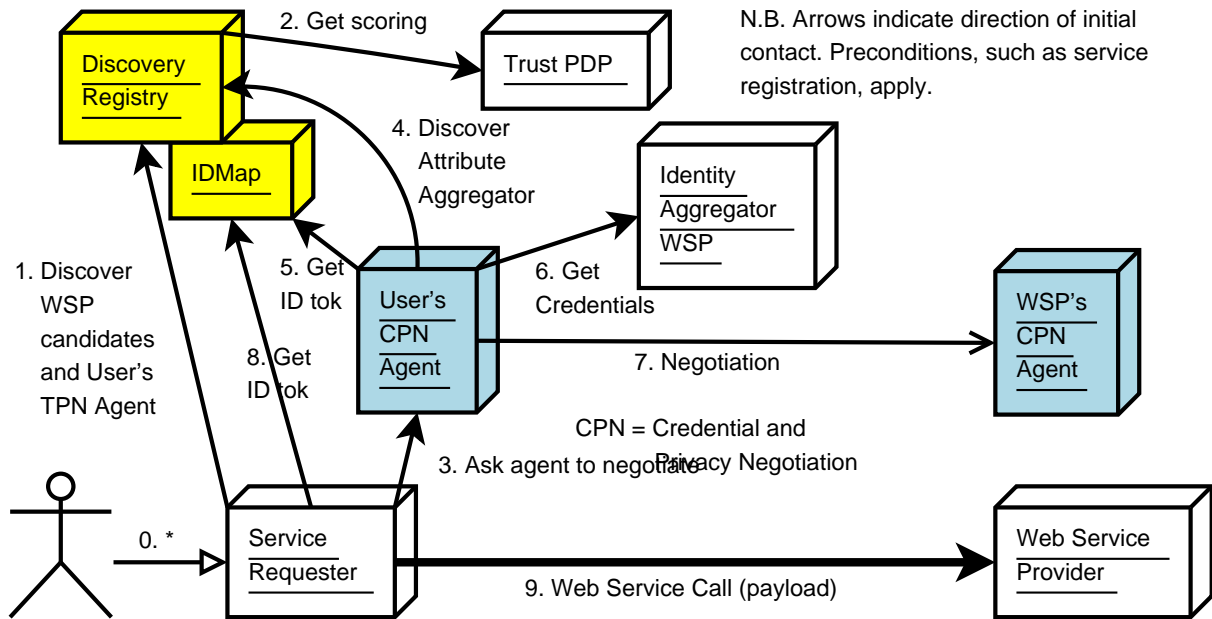 2. Get scoring
N.B. Arrows indicate direction of initial
contact. Preconditions, such as service
registration, apply.
Discovery
Registry
Trust PDP
4. Discover
Attribute
Aggregator
IDMap
Identity
Aggregator
WSP
1. Discover
WSP
candidates
and User's
TPN Agent
5. Get
ID tok
6. Get
Credentials
User's
CPN
Agent
WSP's
CPN
Agent
8. Get
ID tok
7. Negotiation
CPN = Credential and
Privacy Negotiation
3. Ask agent to negotiate
0. *
Service
Requester
Web Service
Provider
9. Web Service Call (payload)